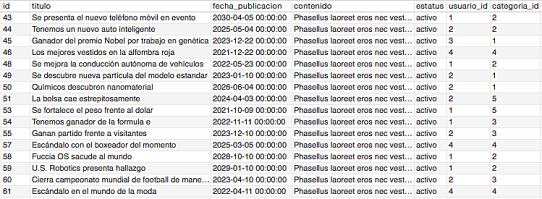 id titulo fecha_publicacion contenido estatus usuario_id categoria_id
43 Se presenta el nuevo teléfono móvil en evento 2030-04-05 00:00:00 Phasellus laoreet eros nec vest... activo 1 2
44 Tenemos un nuevo auto inteligente 2025-05-04 00:00:00 Phasellus laoreet eros nec vest... activo 2 2
45 Ganador del premio Nobel por trabajo en genética 2023-12-22 00:00:00 Phasellus laoreet eros nec vest... activo 3 1
46 Los mejores vestidos en la alfombra roja 2021-12-22 00:00:00 Phasellus laoreet eros nec vest... activo 4 4
48 Se mejora la conducción autónoma de vehículos 2022-05-23 00:00:00 Phasellus laoreet eros nec vest... activo 1 2
49 Se descubre nueva partícula del modelo estandar 2023-01-10 00:00:00 Phasellus laoreet eros nec vest... activo 2 1
50 Químicos descubren nanomaterial 2026-06-04 00:00:00 Phasellus laoreet eros nec vest... activo 2 1
51 La bolsa cae estrepitosamente 2024-04-03 00:00:00 Phasellus laoreet eros nec vest... activo 2 5
53 Se fortalece el peso frente al dolar 2021-10-09 00:00:00 Phasellus laoreet eros nec vest... activo 1 5
54 Tenemos ganador de la formula e 2022-11-11 00:00:00 Phasellus laoreet eros nec vest... activo 1 3
55 Ganan partido frente a visitantes 2023-12-10 00:00:00 Phasellus laoreet eros nec vest... activo 2 3
57 Escándalo con el boxeador del momento 2025-03-05 00:00:00 Phasellus laoreet eros nec vest... activo 4 4
58 Fuccia OS sacude al mundo 2028-10-10 00:00:00 Phasellus laoreet eros nec vest... activo 1 2
59 U.S. Robotics presenta hallazgo 2029-01-10 00:00:00 Phasellus laoreet eros nec vest... activo 1 2
60 Cierra campeonato mundial de football de mane... 2023-04-10 00:00:00 Phasellus laoreet eros nec vest... activo 2 3
61 Escándalo en el mundo de la moda 2022-04-11 00:00:00 Phasellus laoreet eros nec vest... activo 4 4